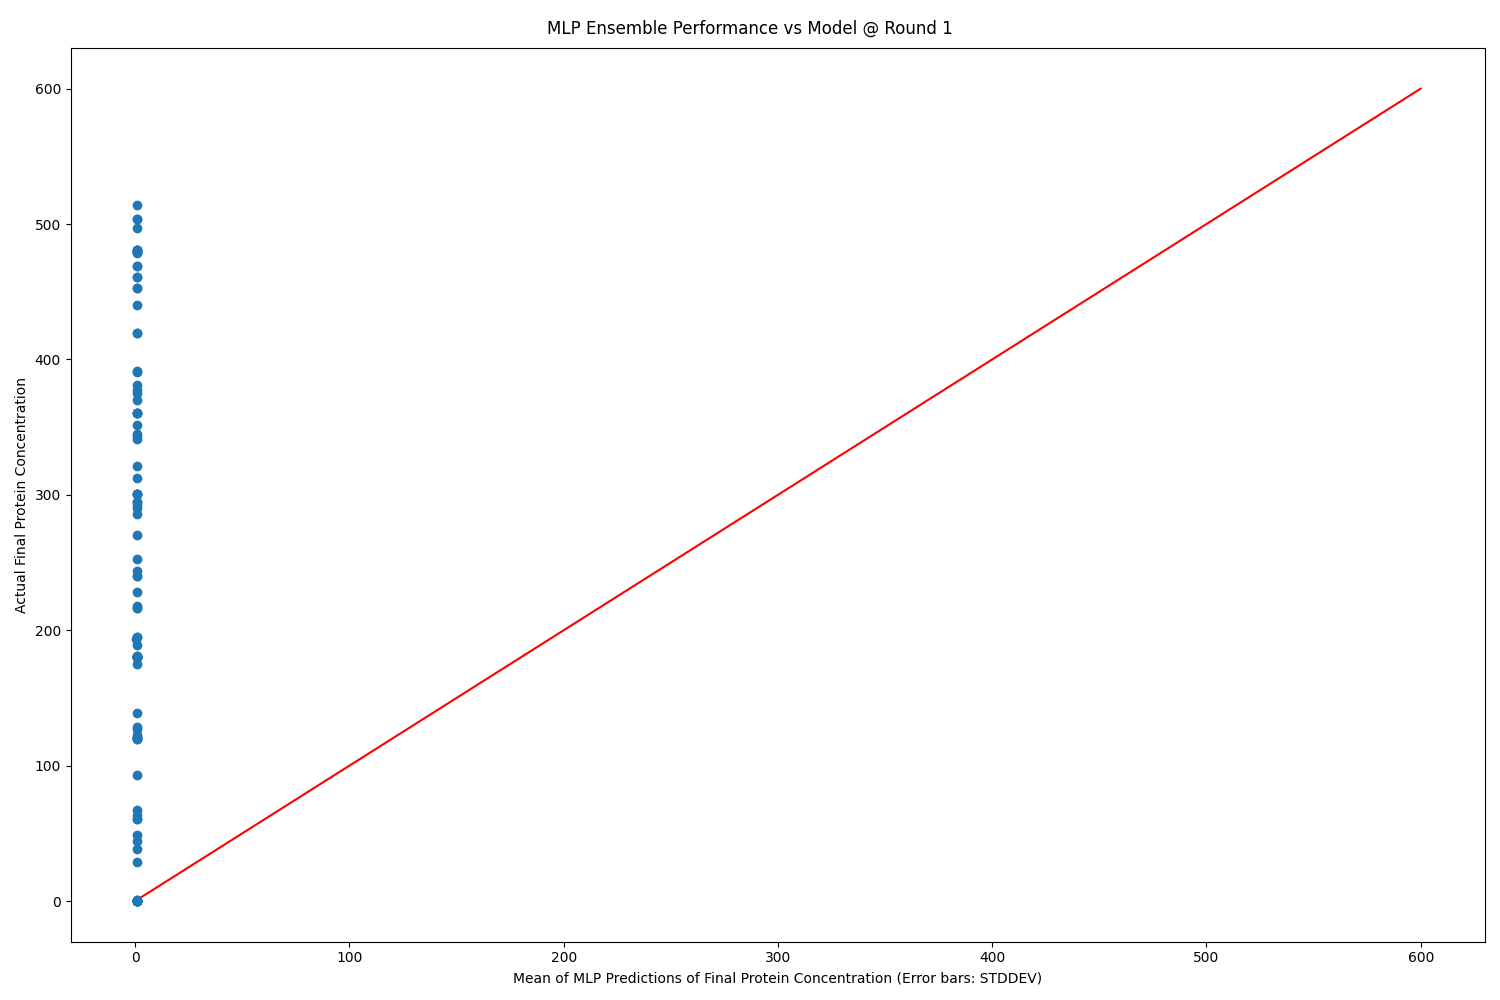 MLP Ensemble Performance vs Model @ Round 1
600
500
400
300
200
100
0
Actual Final Protein Concentration
0 100 200 300 400 500 600
Mean of MLP Predictions of Final Protein Concentration (Error bars: STDDEV)